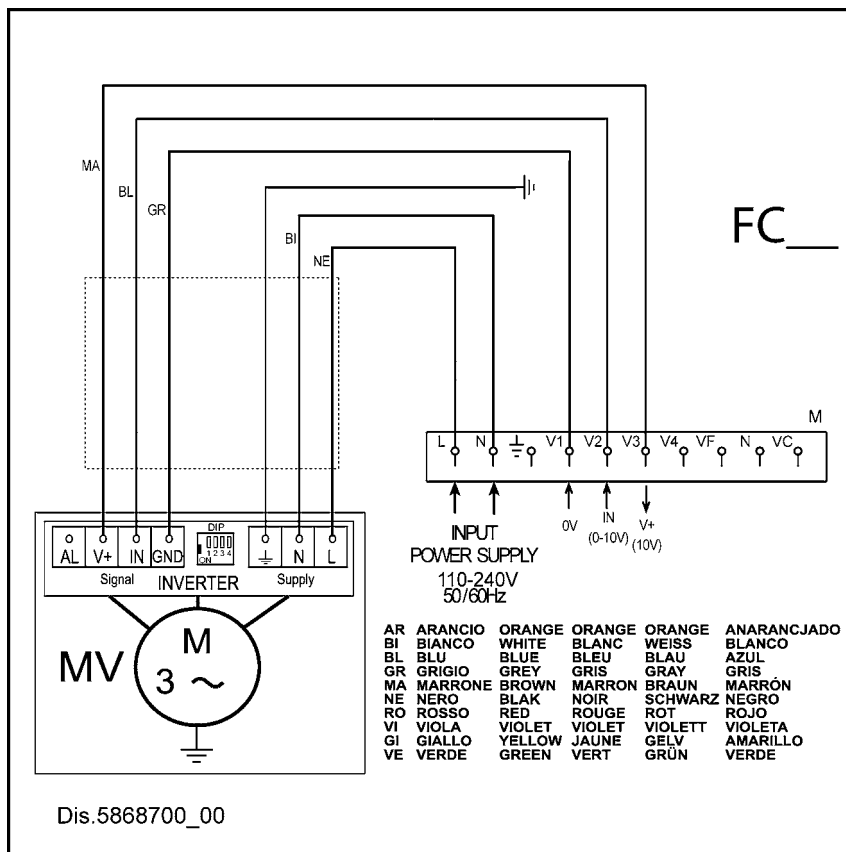 MA
BL
GR
BI
NE
FC__
M
L N V1 V2 V3 V4 VF N VC
INPUT
POWER SUPPLY
110-240V
50/60Hz
0V
IN
(0-10V)
V+
(10V)
DIP
1 2 3 4
ON
AL V+ IN GND
N L
Signal
INVERTER
Supply
MV
M
3 ~
AR ARANCIO ORANGE ORANGE ORANGE ANARANCJADO
BI BIANCO WHITE BLANC WEISS BLANCO
BL BLU BLUE BLEU BLAU AZUL
GR GRIGIO GREY GRIS GRAY GRIS
MA MARRONE BROWN MARRON BRAUN MARRÓN
NE NERO BLAK NOIR SCHWARZ NEGRO
RO ROSSO RED ROUGE ROT ROJO
VI VIOLA VIOLET VIOLET VIOLETT VIOLETA
GI GIALLO YELLOW JAUNE GELV AMARILLO
VE VERDE GREEN VERT GRÜN VERDE
Dis.5868700_00